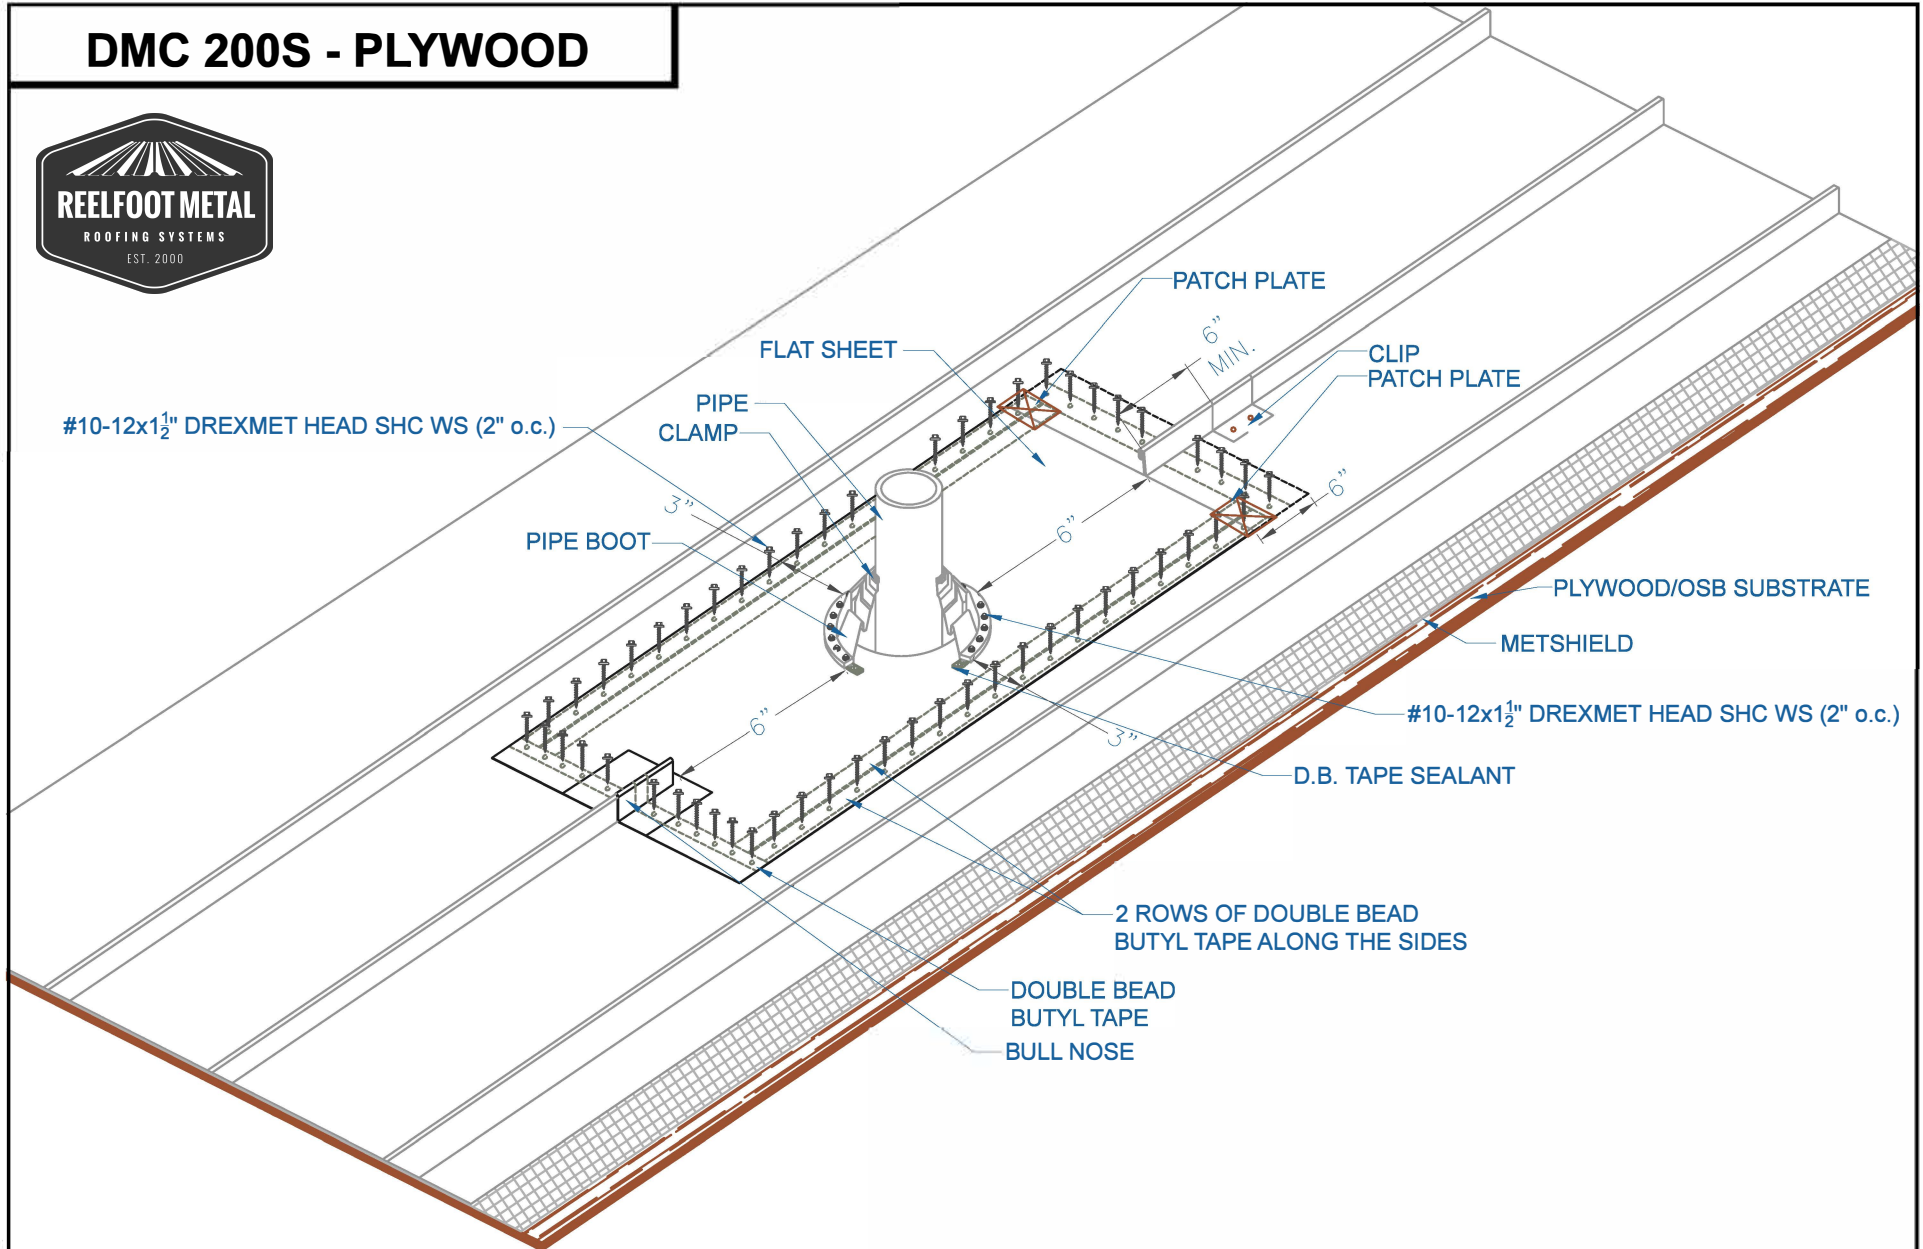 DMC 200S - PLYWOOD
REELFOOT METAL
ROOFING SYSTEMS
EST. 2000
PATCH PLATE
6"
MIN.
FLAT SHEET
CLIP
PATCH PLATE
PIPE
CLAMP
#10-12x1½" DREXMET HEAD SHC WS (2" o.c.)
6"
3"
6"
PIPE BOOT
PLYWOOD/OSB SUBSTRATE
METSHIELD
#10-12x1½" DREXMET HEAD SHC WS (2" o.c.)
6"
3"
D.B. TAPE SEALANT
2 ROWS OF DOUBLE BEAD
BUTYL TAPE ALONG THE SIDES
DOUBLE BEAD
BUTYL TAPE
BULL NOSE